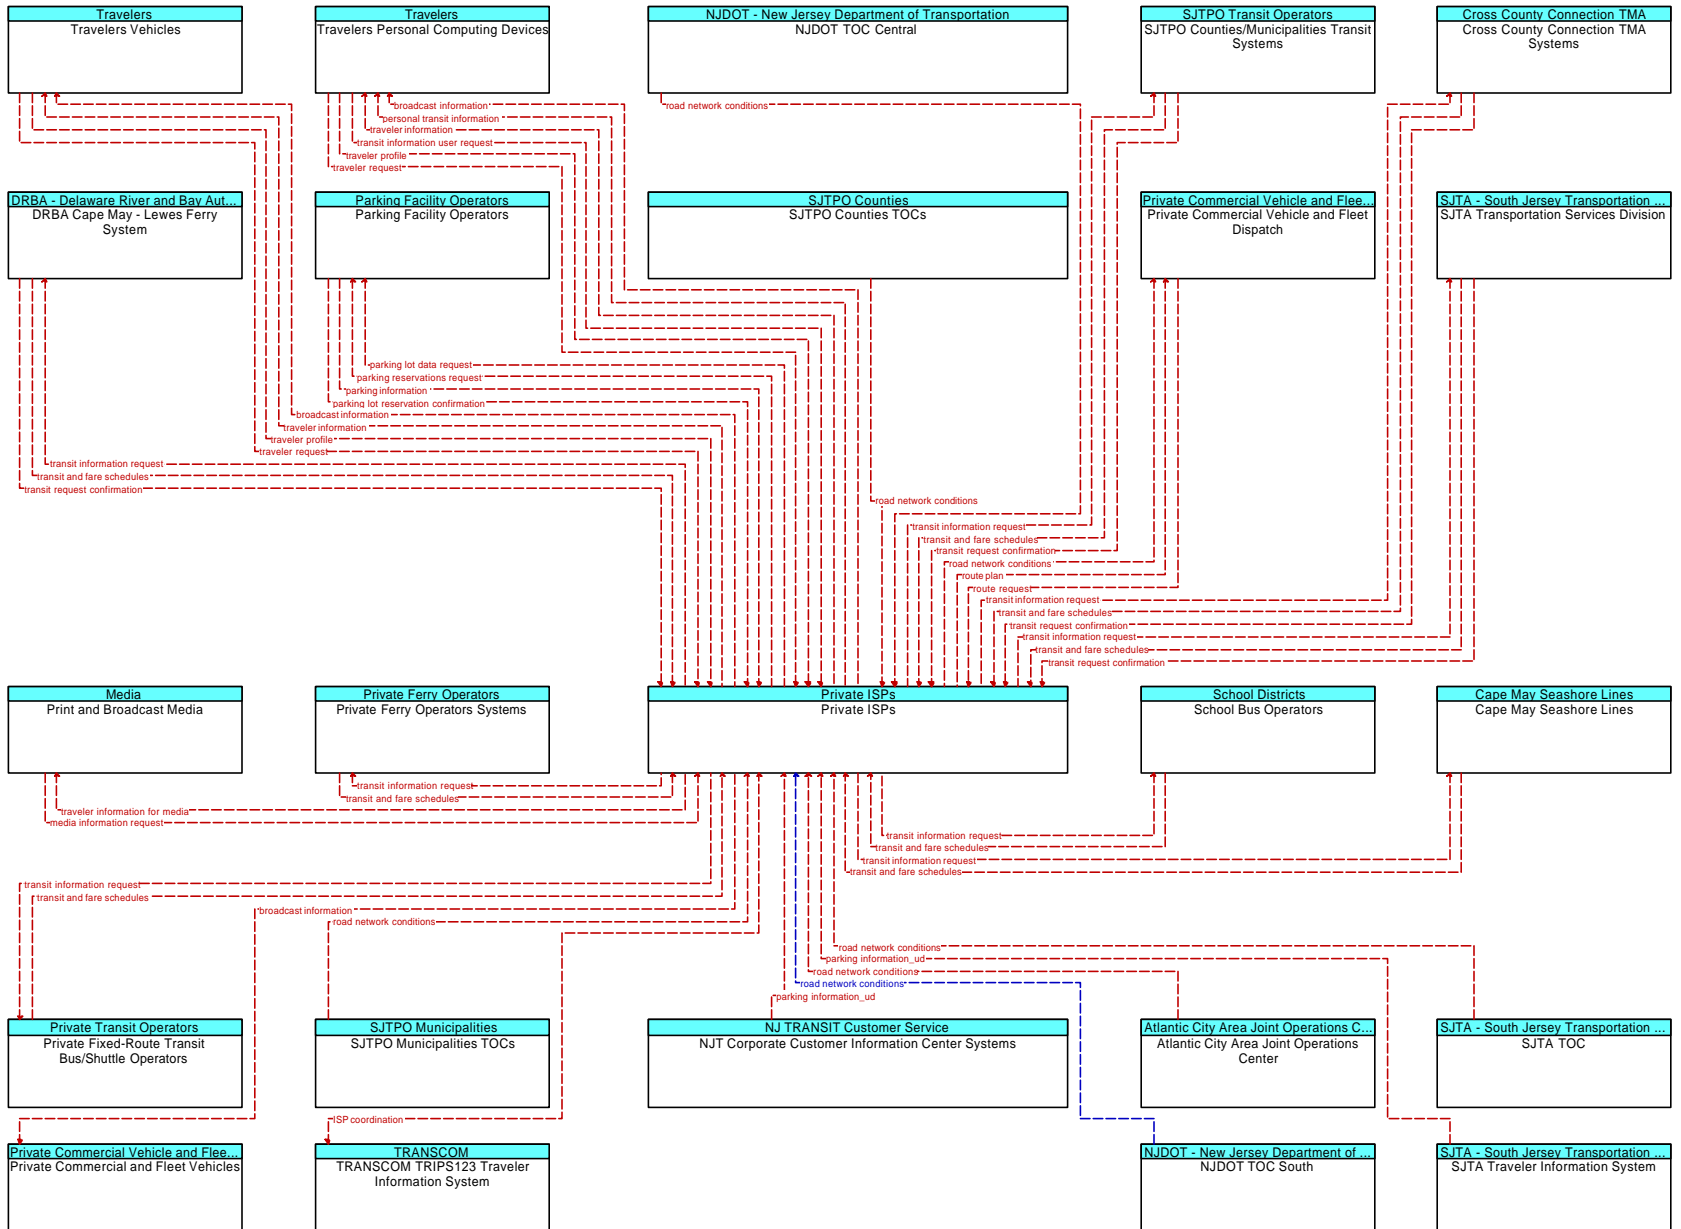 Travelers
Travelers Vehicles
Travelers
Travelers Personal Computing Devices
NJDOT - New Jersey Department of Transportation
NJDOT TOC Central
SJTPO Transit Operators
SJTPO Counties/Municipalities Transit
Systems
Cross County Connection TMA
Cross County Connection TMA
Systems
broadcast information
personal transit information
traveler information
transit information user request
traveler profile
traveler request
road network conditions
DRBA - Delaware River and Bay Aut...
DRBA Cape May - Lewes Ferry
System
Parking Facility Operators
Parking Facility Operators
SJTPO Counties
SJTPO Counties TOCs
Private Commercial Vehicle and Flee...
Private Commercial Vehicle and Fleet
Dispatch
SJTA - South Jersey Transportation ...
SJTA Transportation Services Division
parking lot data request
parking reservations request
parking information
parking lot reservation confirmation
broadcast information
traveler information
traveler profile
traveler request
transit information request
transit and fare schedules
transit request confirmation
road network conditions
transit information request
transit and fare schedules
transit request confirmation
road network conditions
route plan
route request
transit information request
transit and fare schedules
transit request confirmation
transit information request
transit and fare schedules
transit request confirmation
Media
Print and Broadcast Media
Private Ferry Operators
Private Ferry Operators Systems
Private ISPs
Private ISPs
School Districts
School Bus Operators
Cape May Seashore Lines
Cape May Seashore Lines
transit information request
transit and fare schedules
traveler information for media
media information request
transit information request
transit and fare schedules
transit information request
transit and fare schedules
transit information request
transit and fare schedules
broadcast information
road network conditions
road network conditions
parking information_ud
road network conditions
road network conditions
parking information_ud
Private Transit Operators
Private Fixed-Route Transit
Bus/Shuttle Operators
SJTPO Municipalities
SJTPO Municipalities TOCs
NJ TRANSIT Customer Service
NJT Corporate Customer Information Center Systems
Atlantic City Area Joint Operations C...
Atlantic City Area Joint Operations
Center
SJTA - South Jersey Transportation ...
SJTA TOC
ISP coordination
Private Commercial Vehicle and Flee...
Private Commercial and Fleet Vehicles
TRANSCOM
TRANSCOM TRIPS123 Traveler
Information System
NJDOT - New Jersey Department of ...
NJDOT TOC South
SJTA - South Jersey Transportation ...
SJTA Traveler Information System